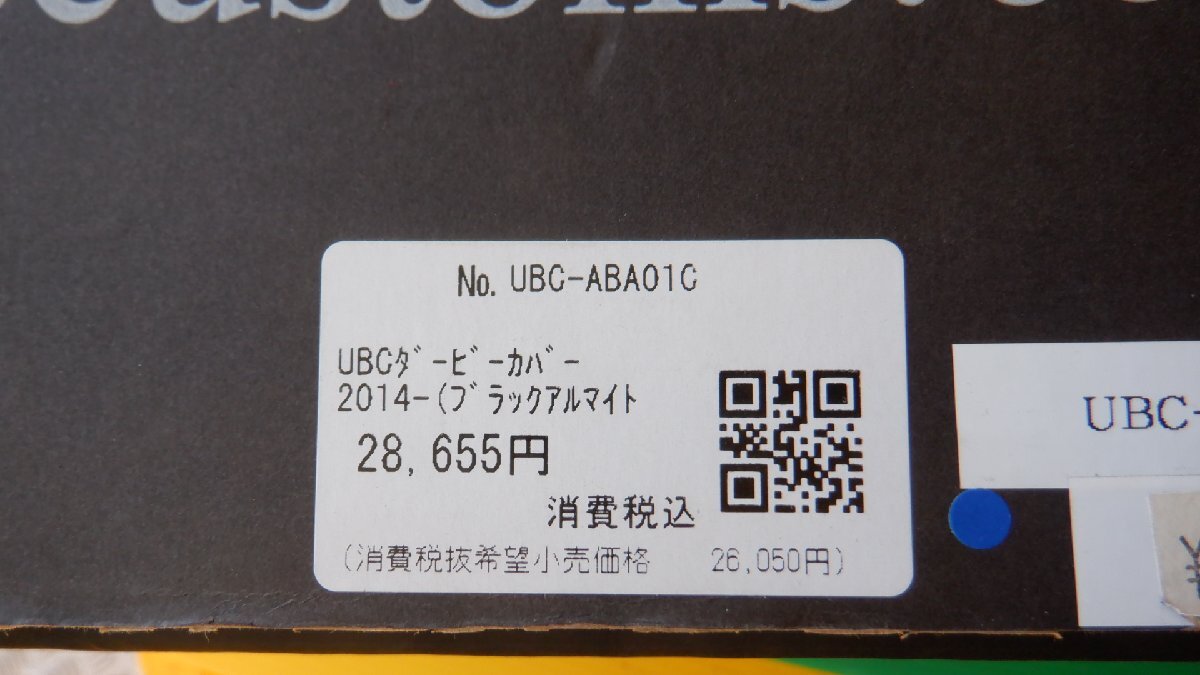 No. UBC-ABA01C
UBCﾀﾞｰﾋﾞｰｶﾊﾞｰ
2014-(ﾌﾞﾗｯｸｱﾙﾏｲﾄ
28,655円
消費税込
(消費税抜希望小売価格 26,050円)
UBC-
¥